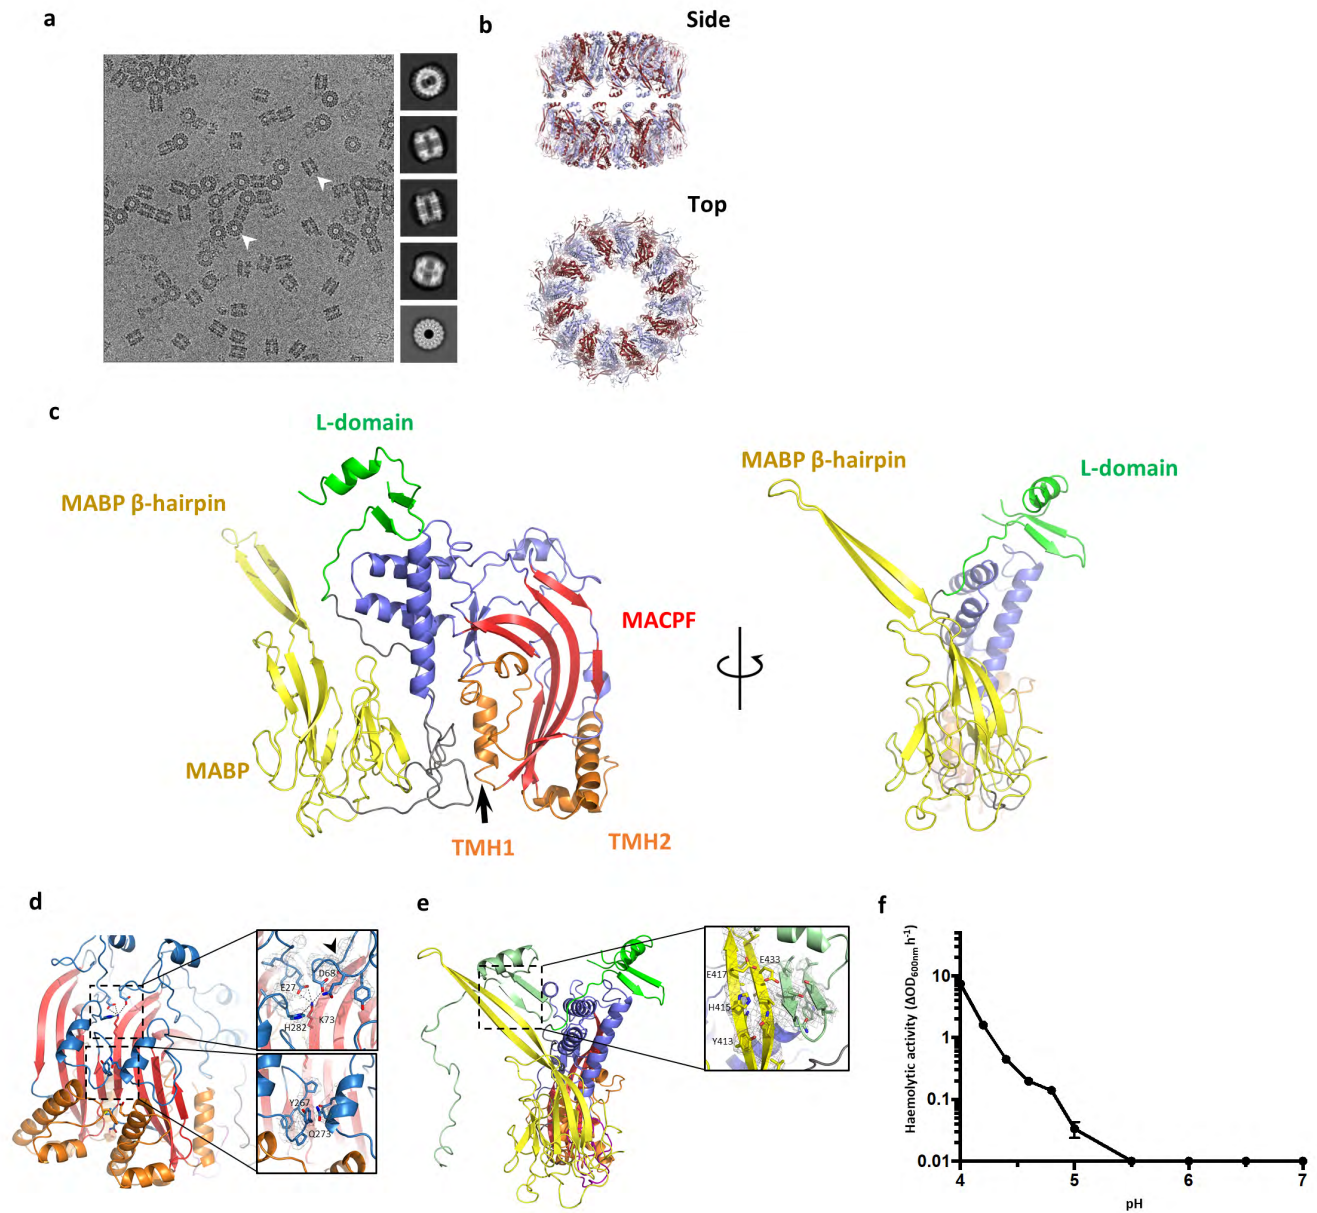 a
b
Side
Top
c
L-domain
MABP β-hairpin
MACPF
MABP
TMH1
TMH2
MABP β-hairpin
L-domain
d
D68
E27
K73
H282
Y267
Q273
e
E433
E417
H415
Y413
f
Haemolytic activity (ΔOD600nm h-1)
10
1
0.1
0.01
4
5
6
7
pH